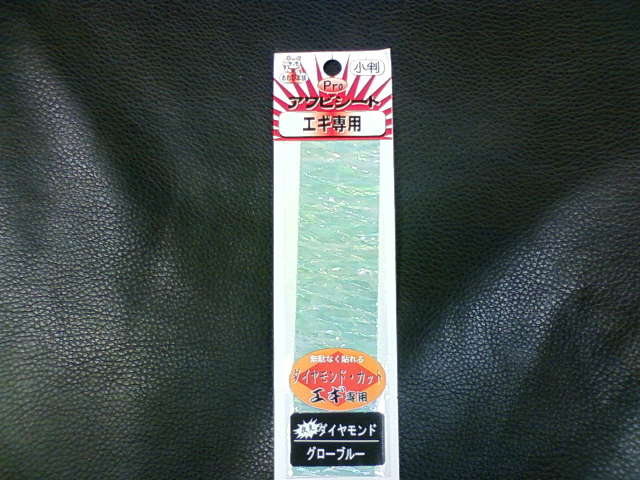 小判
Pro
アワビシート
エギ専用
無駄なく貼れる
ダイヤモンド・カット
エギ専用
ダイヤモンド
グローブルー